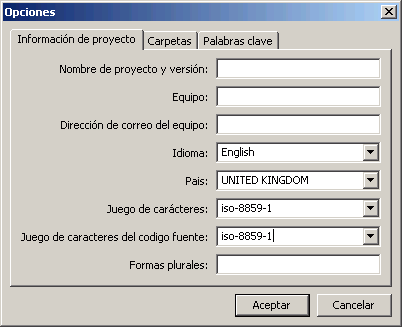 Opciones
Información de proyecto Carpetas Palabras clave
Nombre de proyecto y versión:
Equipo:
Dirección de correo del equipo:
Idioma: English
Pais: UNITED KINGDOM
Juego de carácteres: iso-8859-1
Juego de caracteres del codigo fuente: iso-8859-1
Formas plurales:
Aceptar Cancelar